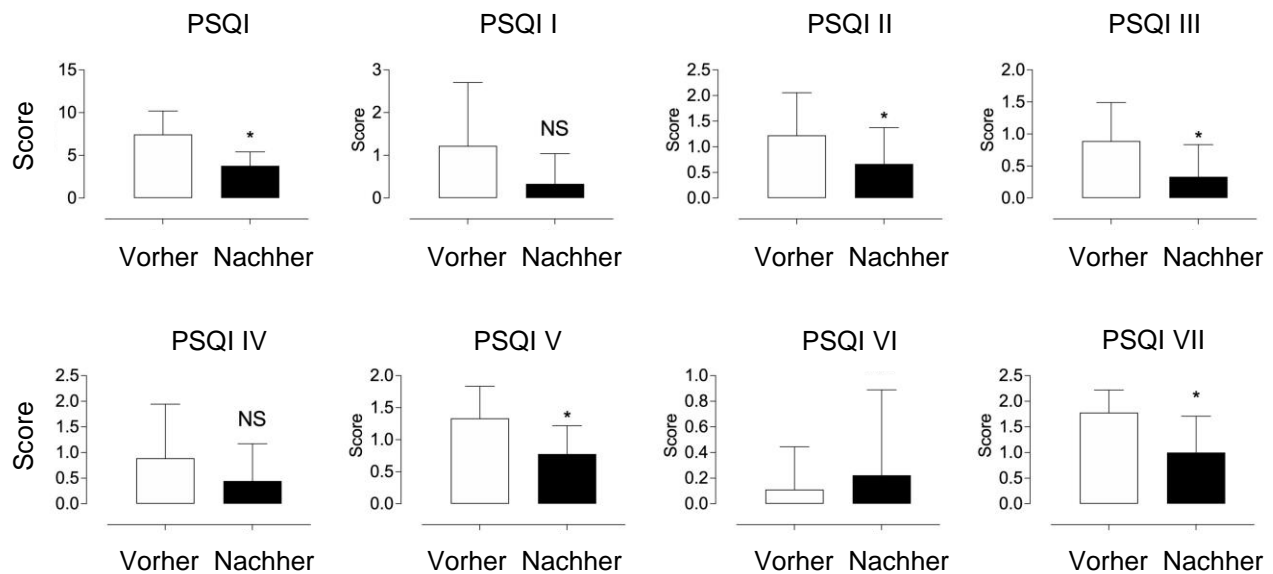 PSQI
15
10
5
0
Score
*
Vorher Nachher
PSQI I
3
2
1
0
Score
NS
Vorher Nachher
PSQI II
2.5
2.0
1.5
1.0
0.5
0.0
Score
*
Vorher Nachher
PSQI III
2.0
1.5
1.0
0.5
0.0
Score
*
Vorher Nachher
PSQI IV
2.5
2.0
1.5
1.0
0.5
0.0
Score
NS
Vorher Nachher
PSQI V
2.0
1.5
1.0
0.5
0.0
Score
*
Vorher Nachher
PSQI VI
1.0
0.8
0.6
0.4
0.2
0.0
Score
Vorher Nachher
PSQI VII
2.5
2.0
1.5
1.0
0.5
0.0
Score
*
Vorher Nachher